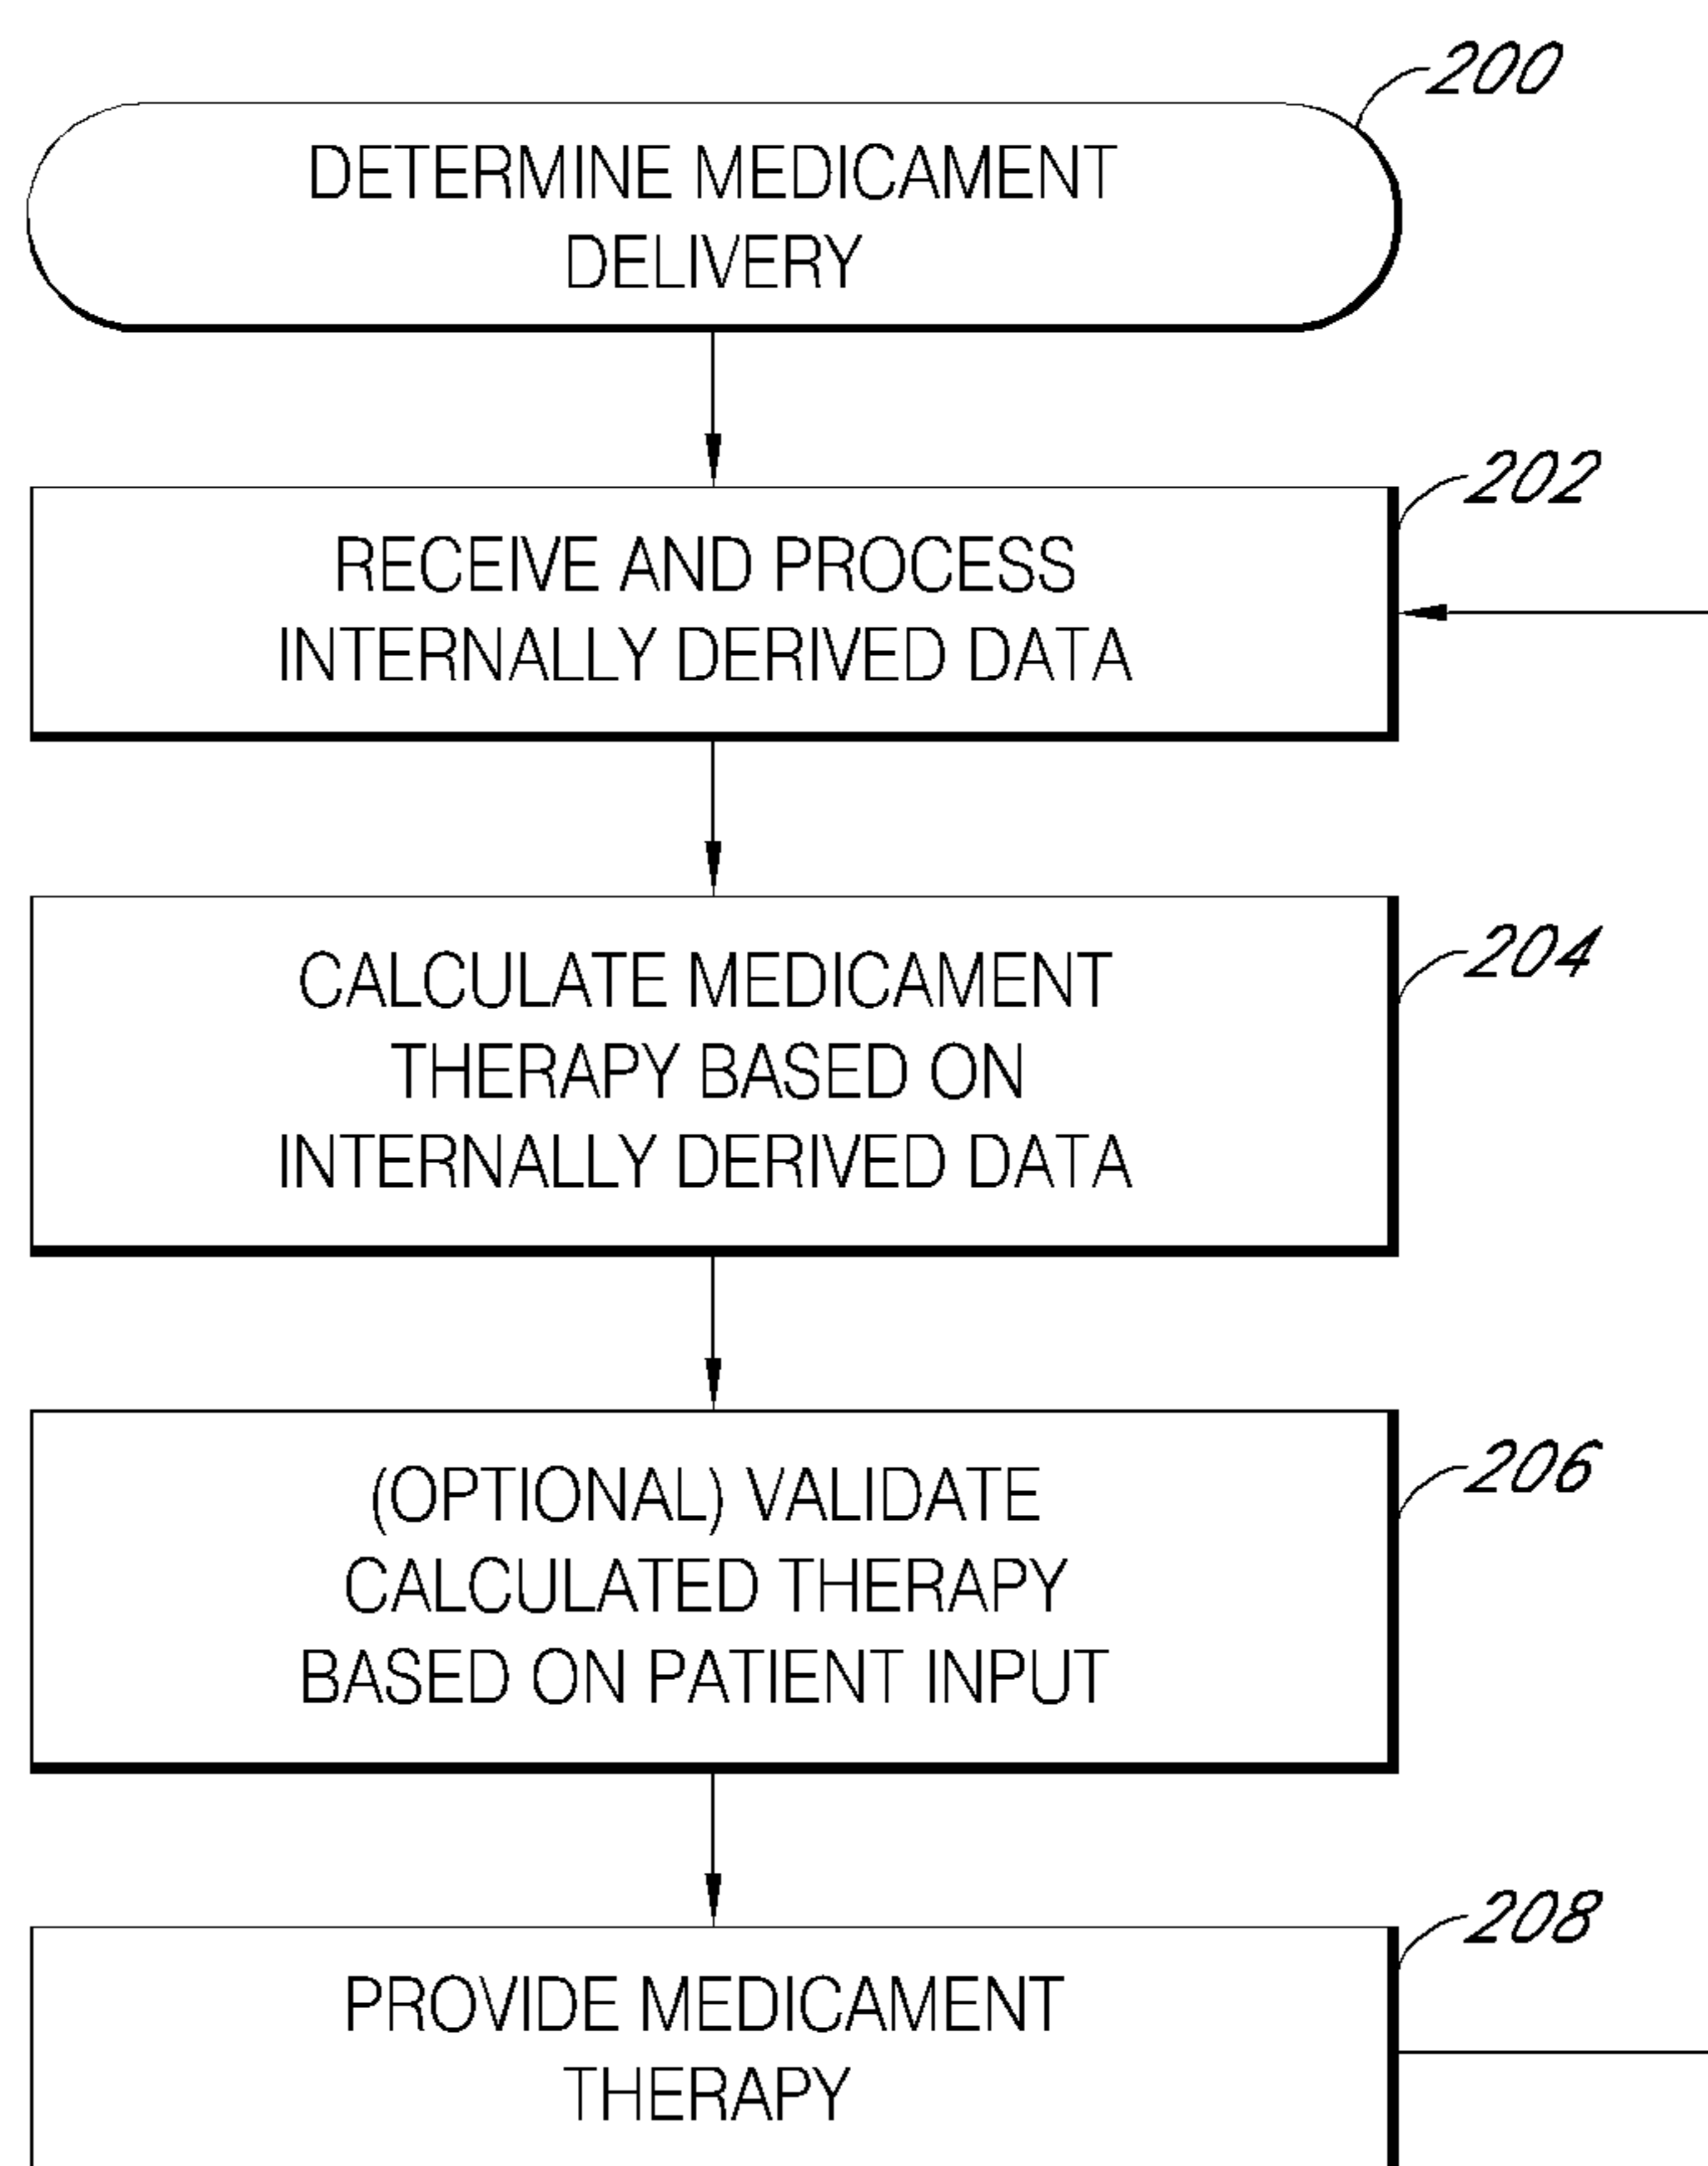 200
DETERMINE MEDICAMENT
DELIVERY
202
RECEIVE AND PROCESS
INTERNALLY DERIVED DATA
204
CALCULATE MEDICAMENT
THERAPY BASED ON
INTERNALLY DERIVED DATA
206
(OPTIONAL) VALIDATE
CALCULATED THERAPY
BASED ON PATIENT INPUT
208
PROVIDE MEDICAMENT
THERAPY